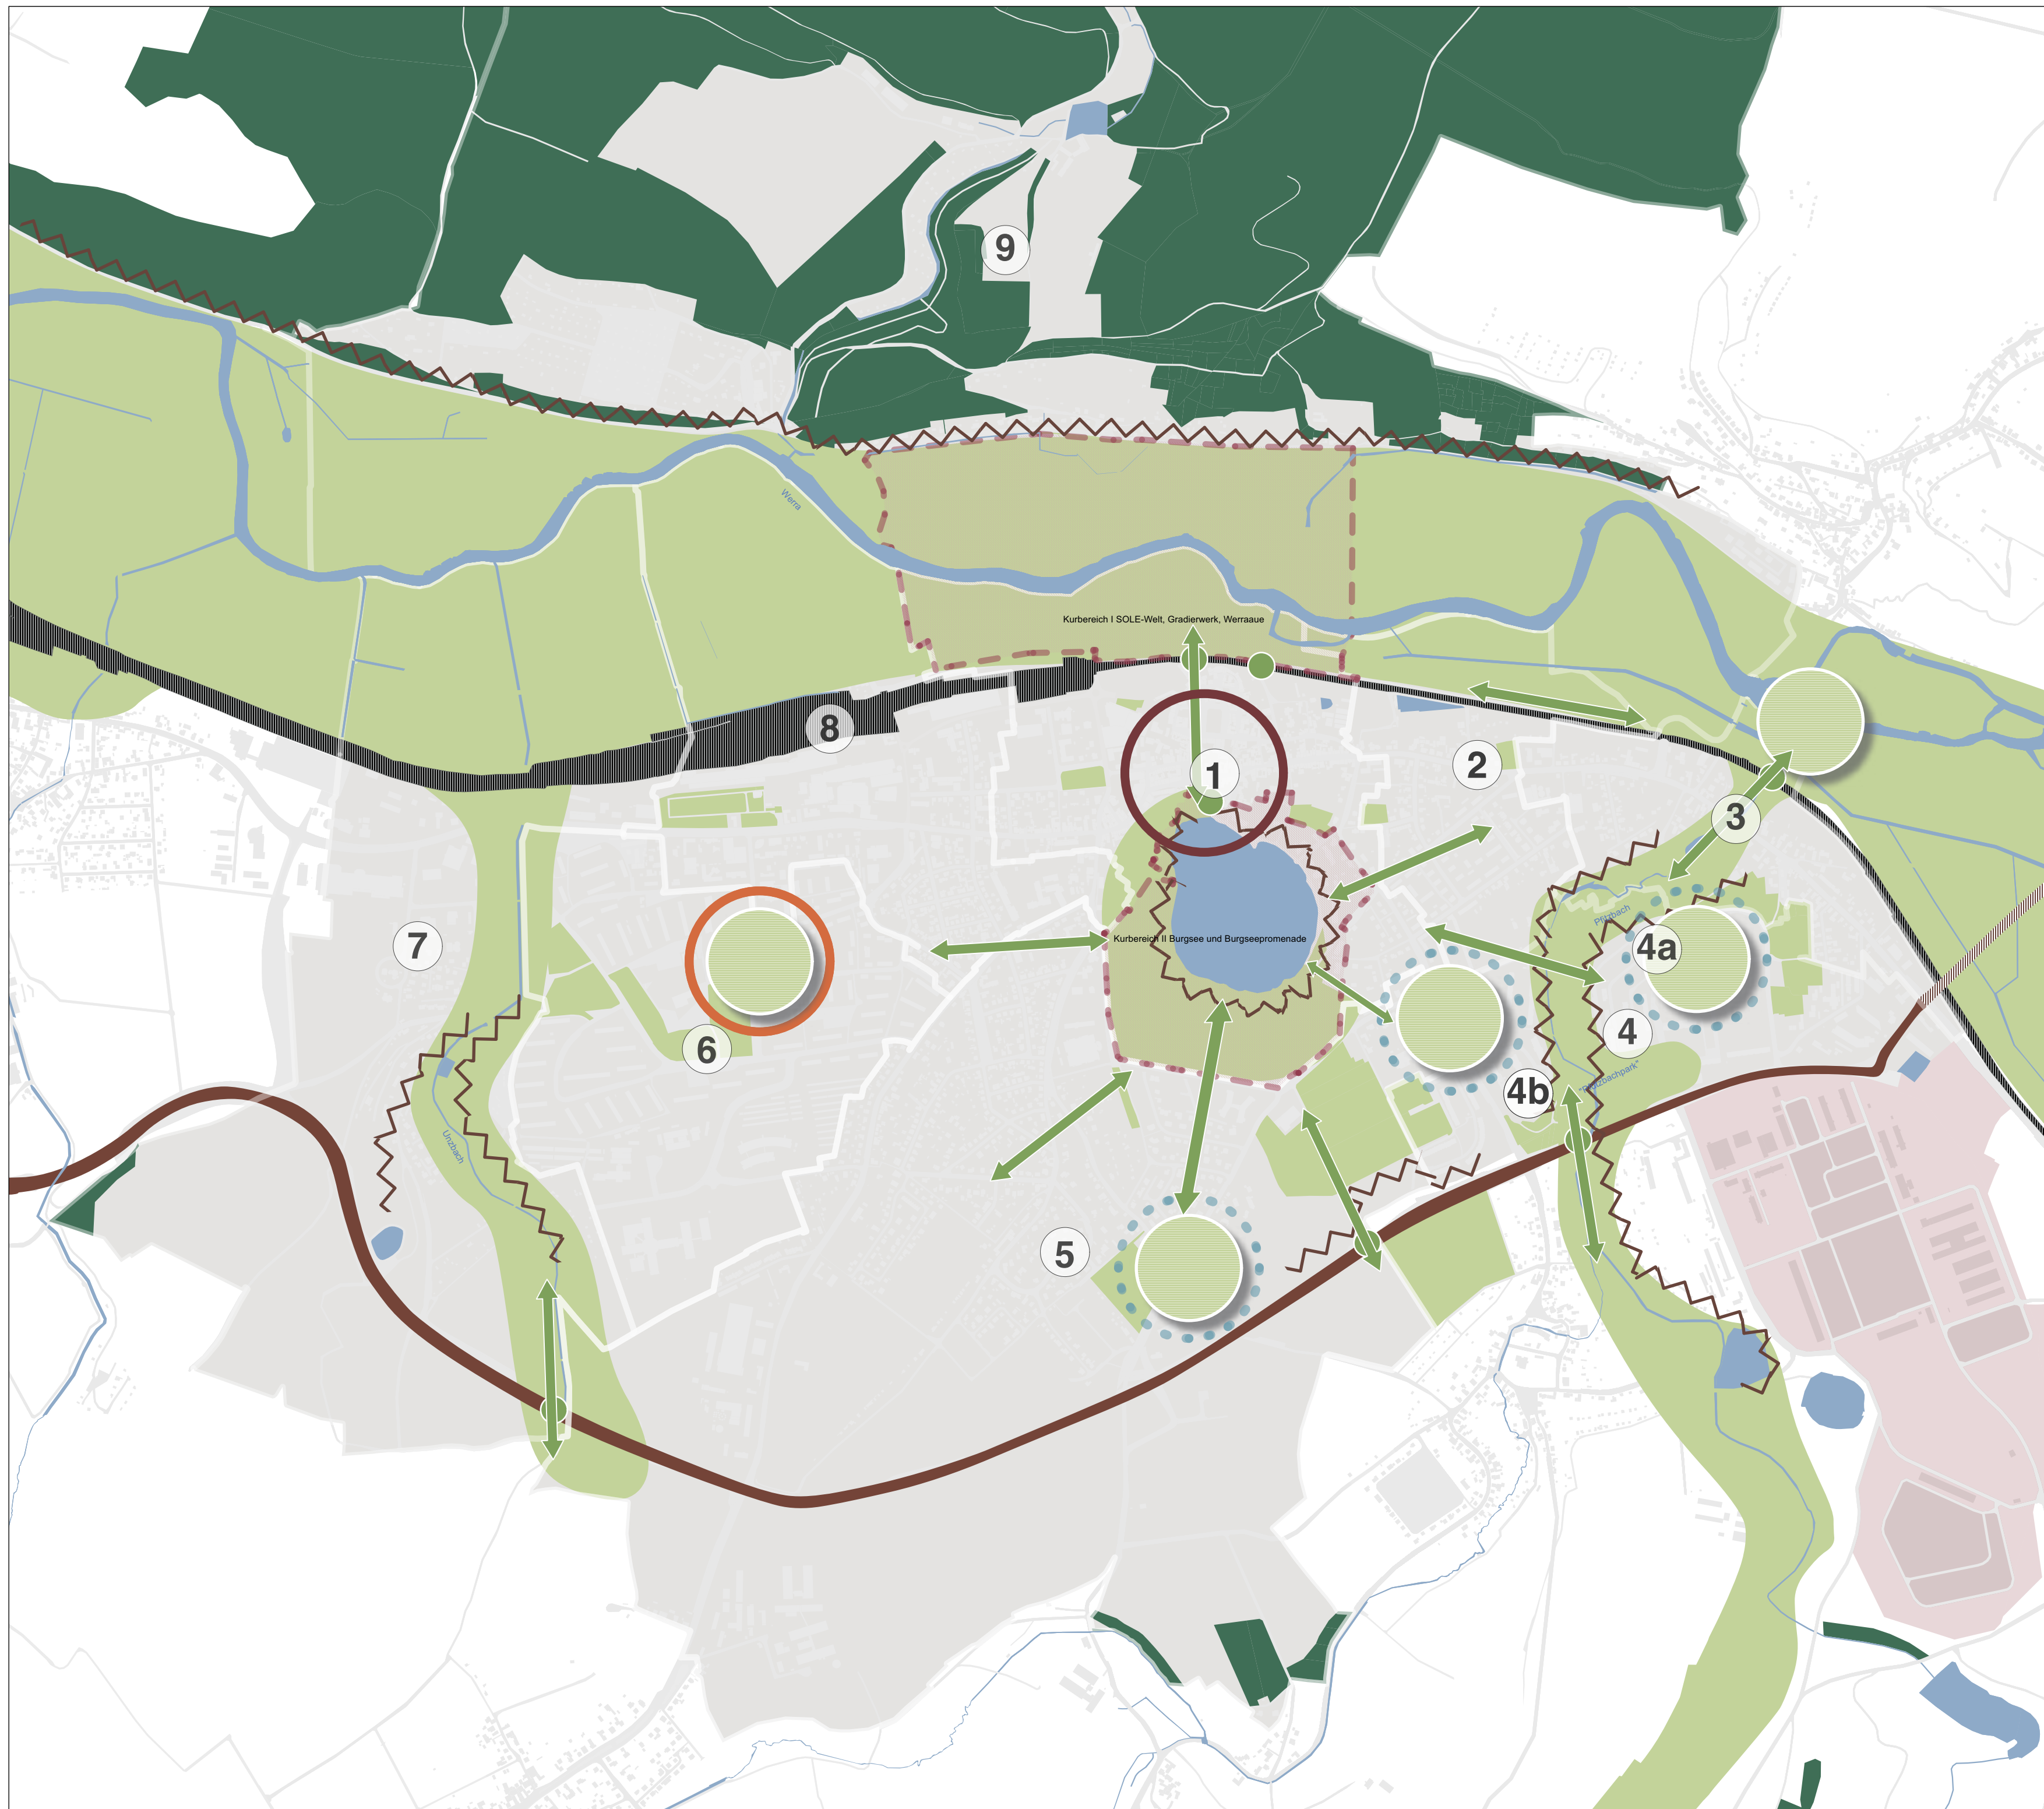 9
Werra
Kurbereich I SOLE-Welt, Gradierwerk, Werraaue
8
1
2
3
Pfitzbach
7
Kurbereich II Burgsee und Burgseepromenade
4a
4
6
"Pfitzbachpark"
4b
Unzbach
5